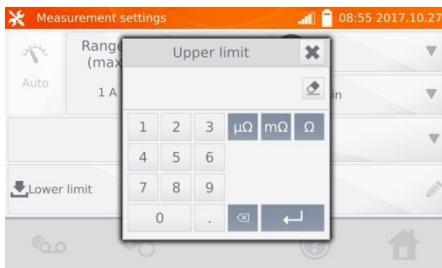 Measurement settings 08:55 2017.10.27
Range
(max
Auto
1 A
in
Lower limit
Upper limit
1 2 3 μΩ mΩ Ω
4 5 6
7 8 9
0 .